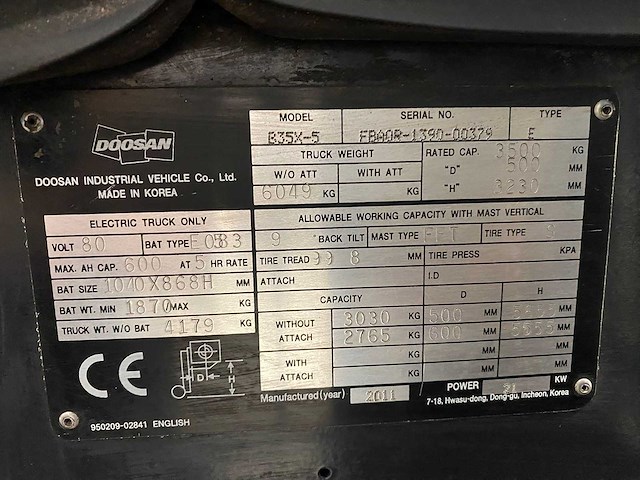 DOOSAN
DOOSAN INDUSTRIAL VEHICLE Co., Ltd.
MADE IN KOREA
MODEL SERIAL NO. TYPE
B35X-5 FBA0R-1390-00379 E
TRUCK WEIGHT
W/O ATT WITH ATT
6049 KG KG
RATED CAP. 3500 KG
"D" 500 MM
"H" 3230 MM
ELECTRIC TRUCK ONLY
VOLT 80 BAT TYPE
MAX. AH CAP. 600 AT 5 HR RATE
BAT SIZE 1040X868H MM
BAT WT. MIN 1870 MAX KG
TRUCK WT. W/O BAT 4179 KG
ALLOWABLE WORKING CAPACITY WITH MAST VERTICAL
9 °BACK TILT MAST TYPE TIRE TYPE
TIRE TREAD MM TIRE PRESS. KPA
ATTACH I.D
CAPACITY D H
WITHOUT ATTACH
3030 KG 500 MM MM
2765 KG 600 MM MM
WITH ATTACH
KG MM MM
KG MM MM
D H
CE
Manufactured (year) 2011 POWER 21 KW
7-18, Hwasu-dong, Dong-gu, Incheon, Korea
950209-02841 ENGLISH